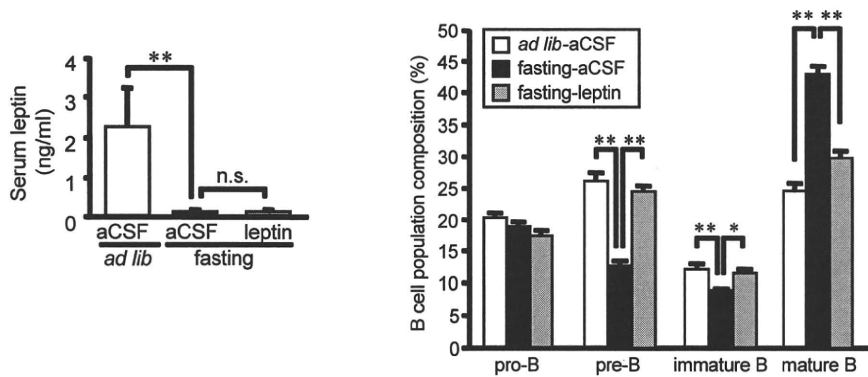 Serum leptin
(ng/ml)
4
3
2
1
0
**
n.s.
aCSF aCSF leptin
ad lib fasting
B cell population composition (%)
50
45
40
35
30
25
20
15
10
5
0
ad lib-aCSF
fasting-aCSF
fasting-leptin
** **
** **
** *
pro-B pre-B immature B mature B